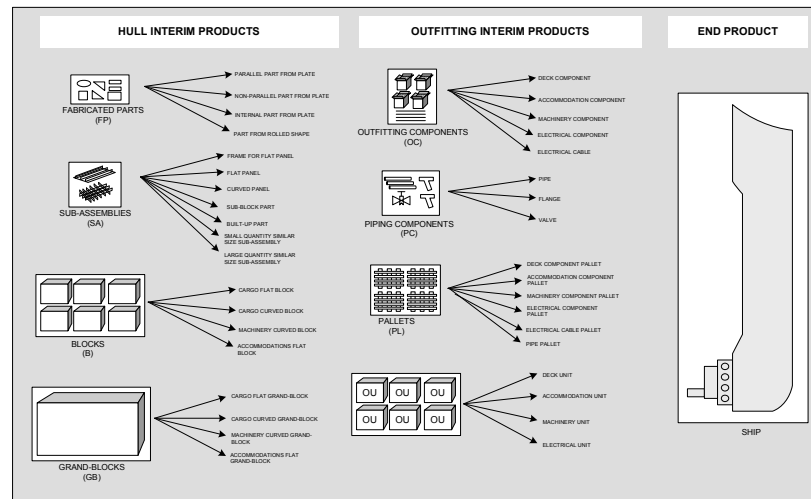 HULL INTERIM PRODUCTS
OUTFITTING INTERIM PRODUCTS
END PRODUCT
FABRICATED PARTS
(FP)
PARALLEL PART FROM PLATE
NON-PARALLEL PART FROM PLATE
INTERNAL PART FROM PLATE
PART FROM ROLLED SHAPE
SUB-ASSEMBLIES
(SA)
FRAME FOR FLAT PANEL
FLAT PANEL
CURVED PANEL
SUB-BLOCK PART
BUILT-UP PART
SMALL QUANTITY SIMILAR
SIZE SUB-ASSEMBLY
LARGE QUANTITY SIMILAR
SIZE SUB-ASSEMBLY
BLOCKS
(B)
CARGO FLAT BLOCK
CARGO CURVED BLOCK
MACHINERY CURVED BLOCK
ACCOMMODATIONS FLAT
BLOCK
GRAND-BLOCKS
(GB)
CARGO FLAT GRAND-BLOCK
CARGO CURVED GRAND-BLOCK
MACHINERY CURVED GRAND-
BLOCK
ACCOMMODATIONS FLAT
GRAND-BLOCK
OUTFITTING COMPONENTS
(OC)
DECK COMPONENT
ACCOMMODATION COMPONENT
MACHINERY COMPONENT
ELECTRICAL COMPONENT
ELECTRICAL CABLE
PIPING COMPONENTS
(PC)
PIPE
FLANGE
VALVE
PALLETS
(PL)
DECK COMPONENT PALLET
ACCOMMODATION COMPONENT
PALLET
MACHINERY COMPONENT PALLET
ELECTRICAL COMPONENT
PALLET
ELECTRICAL CABLE PALLET
PIPE PALLET
OU OU OU
OU OU OU
DECK UNIT
ACCOMMODATION UNIT
MACHINERY UNIT
ELECTRICAL UNIT
SHIP